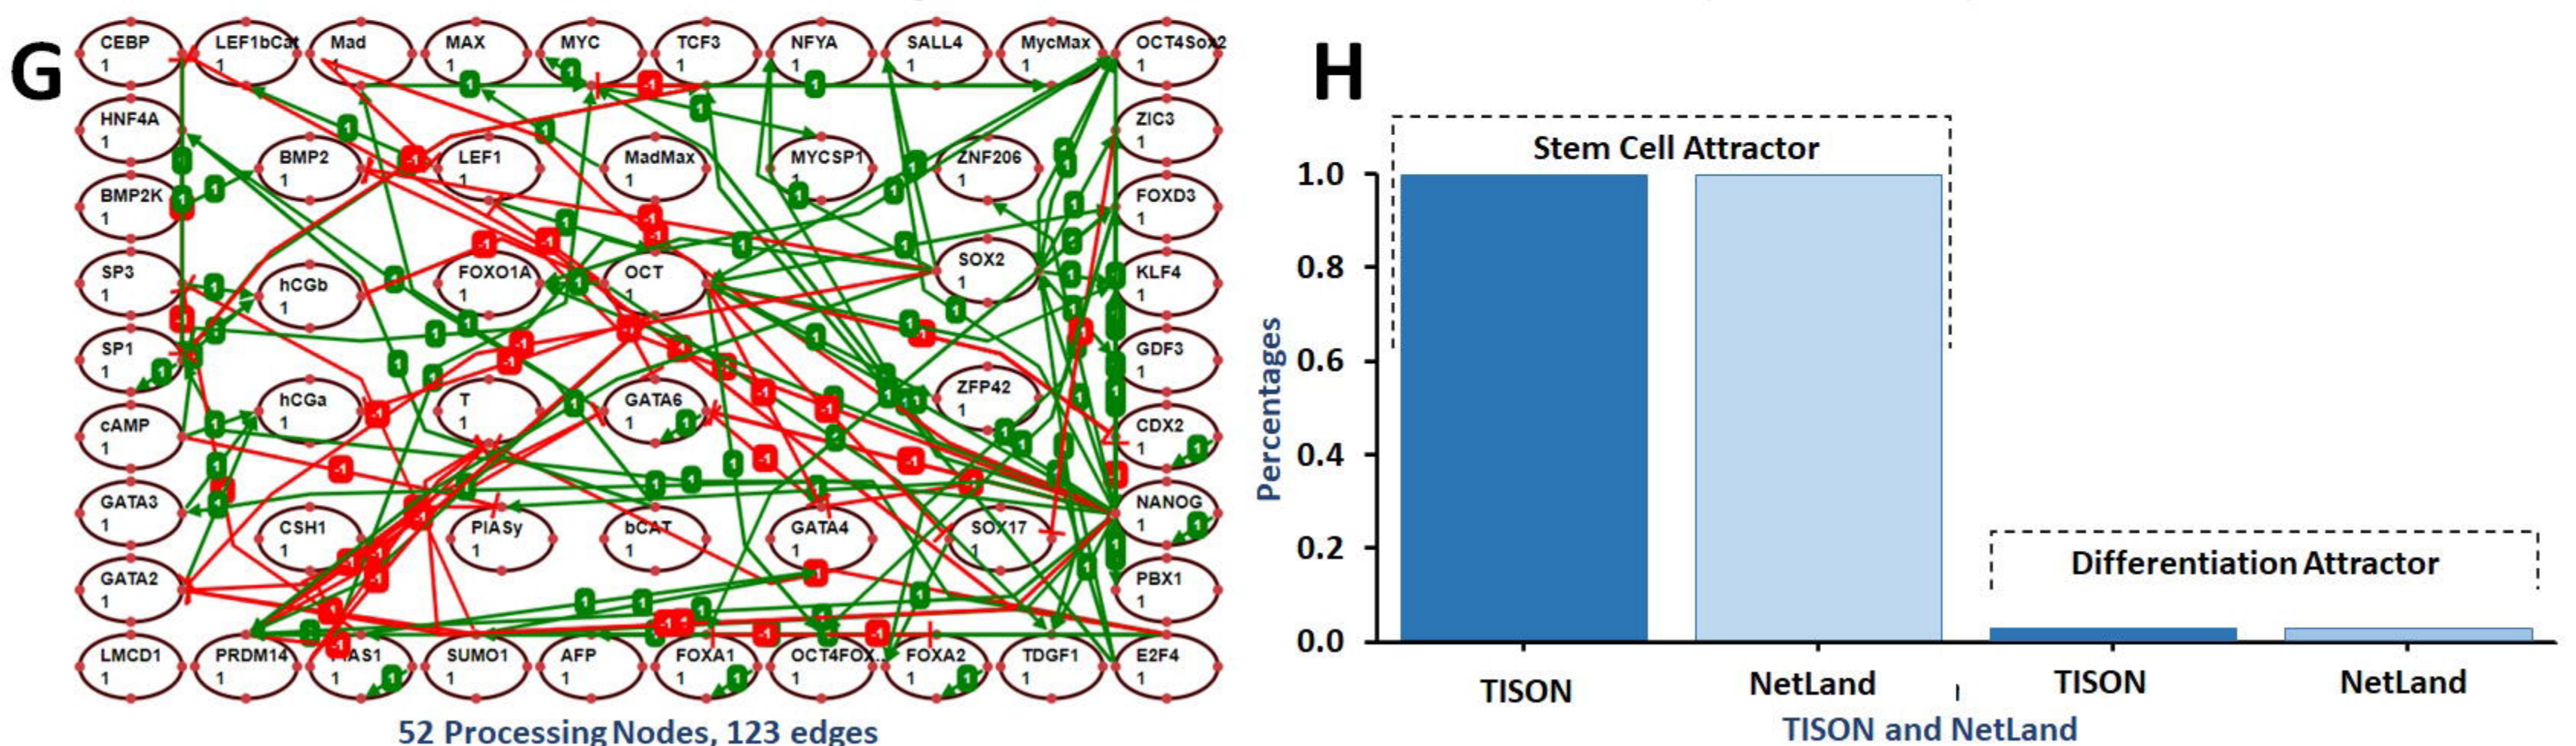 G
CEBP
1
LEF1bCat
1
Mad
1
MAX
1
MYC
1
TCF3
1
NFYA
1
SALL4
1
MycMax
1
OCT4Sox2
1
HNF4A
1
ZIC3
1
BMP2
1
LEF1
1
MadMax
1
MYCSP1
1
ZNF206
1
BMP2K
1
FOXD3
1
SP3
1
hCGb
1
FOXO1A
1
OCT
1
SOX2
1
KLF4
1
SP1
1
GDF3
1
hCGa
1
T
1
GATA6
1
ZFP42
1
cAMP
1
CDX2
1
GATA3
1
CSH1
1
PIASy
1
bCAT
1
GATA4
1
SOX17
1
NANOG
1
GATA2
1
PBX1
1
LMCD1
1
PRDM14
1
PIAS1
1
SUMO1
1
AFP
1
FOXA1
1
OCT4FOX...
1
FOXA2
1
TDGF1
1
E2F4
1
52 Processing Nodes, 123 edges
H
Stem Cell Attractor
Differentiation Attractor
Percentages
1.0
0.8
0.6
0.4
0.2
0.0
TISON
NetLand
TISON
NetLand
TISON and NetLand